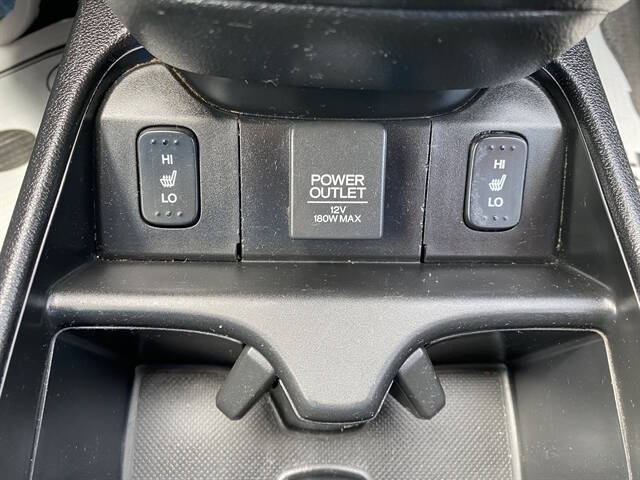 HI
LO
POWER
OUTLET
12V
180W MAX
HI
LO